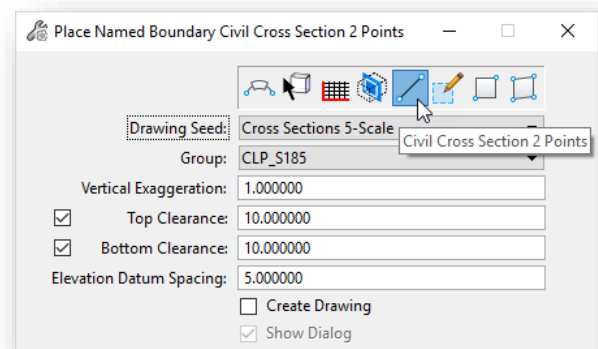 Place Named Boundary Civil Cross Section 2 Points
Drawing Seed: Cross Sections 5-Scale
Civil Cross Section 2 Points
Group: CLP_S185
Vertical Exaggeration: 1.000000
Top Clearance: 10.000000
Bottom Clearance: 10.000000
Elevation Datum Spacing: 5.000000
Create Drawing
Show Dialog